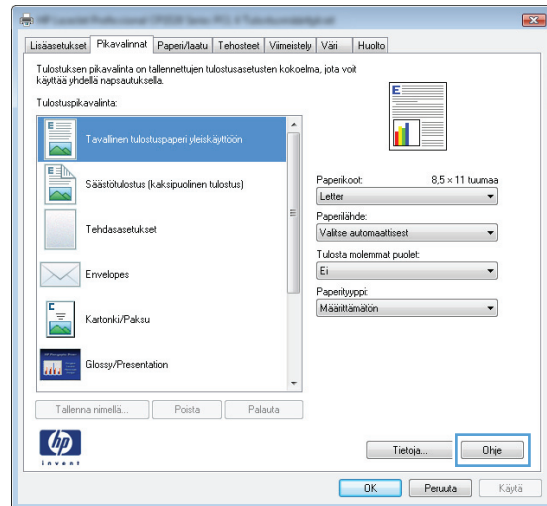 Lisäasetukset Pikavalinnat Paperi/laatu Tehosteet Viimeistely Väri Huolto
Tulostuksen pikavalinta on tallennettujen tulostusasetusten kokoelma, jota voit
käyttää yhdellä napsautuksella.
Tulostuspikavalinta:
Tavallinen tulostuspaperi yleiskäyttöön
Säästötulostus (kaksipuolinen tulostus)
Tehdasasetukset
Envelopes
Kartonki/Paksu
Glossy/Presentation
Tallenna nimellä... Poista Palauta
Paperikoot: 8,5 × 11 tuumaa
Letter
Paperilähde:
Valitse automaattisest
Tulosta molemmat puolet:
Ei
Paperityyppi:
Määrittämätön
hp
invent
Tietoja... Ohje
OK Peruuta Käytä